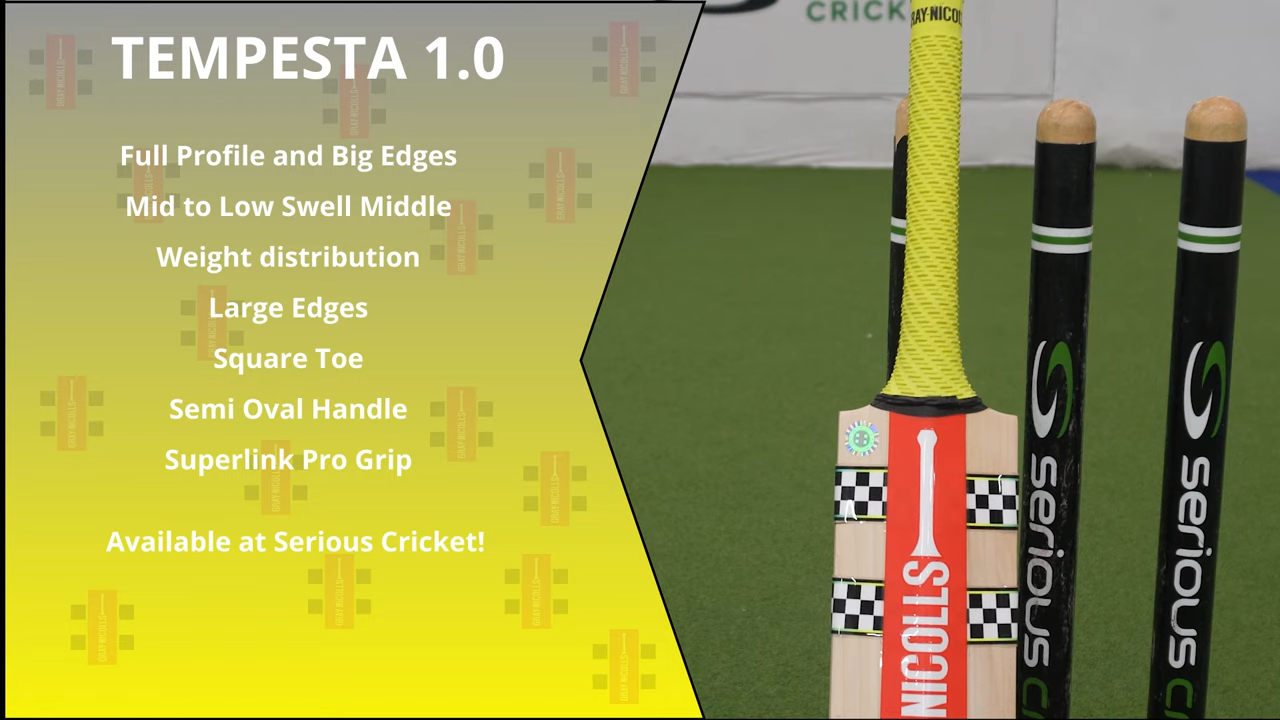 TEMPESTA 1.0
Full Profile and Big Edges
Mid to Low Swell Middle
Weight distribution
Large Edges
Square Toe
Semi Oval Handle
Superlink Pro Grip
Available at Serious Cricket!
CRICK
GRAY-NICOLL
NICOLLS
serious
serious